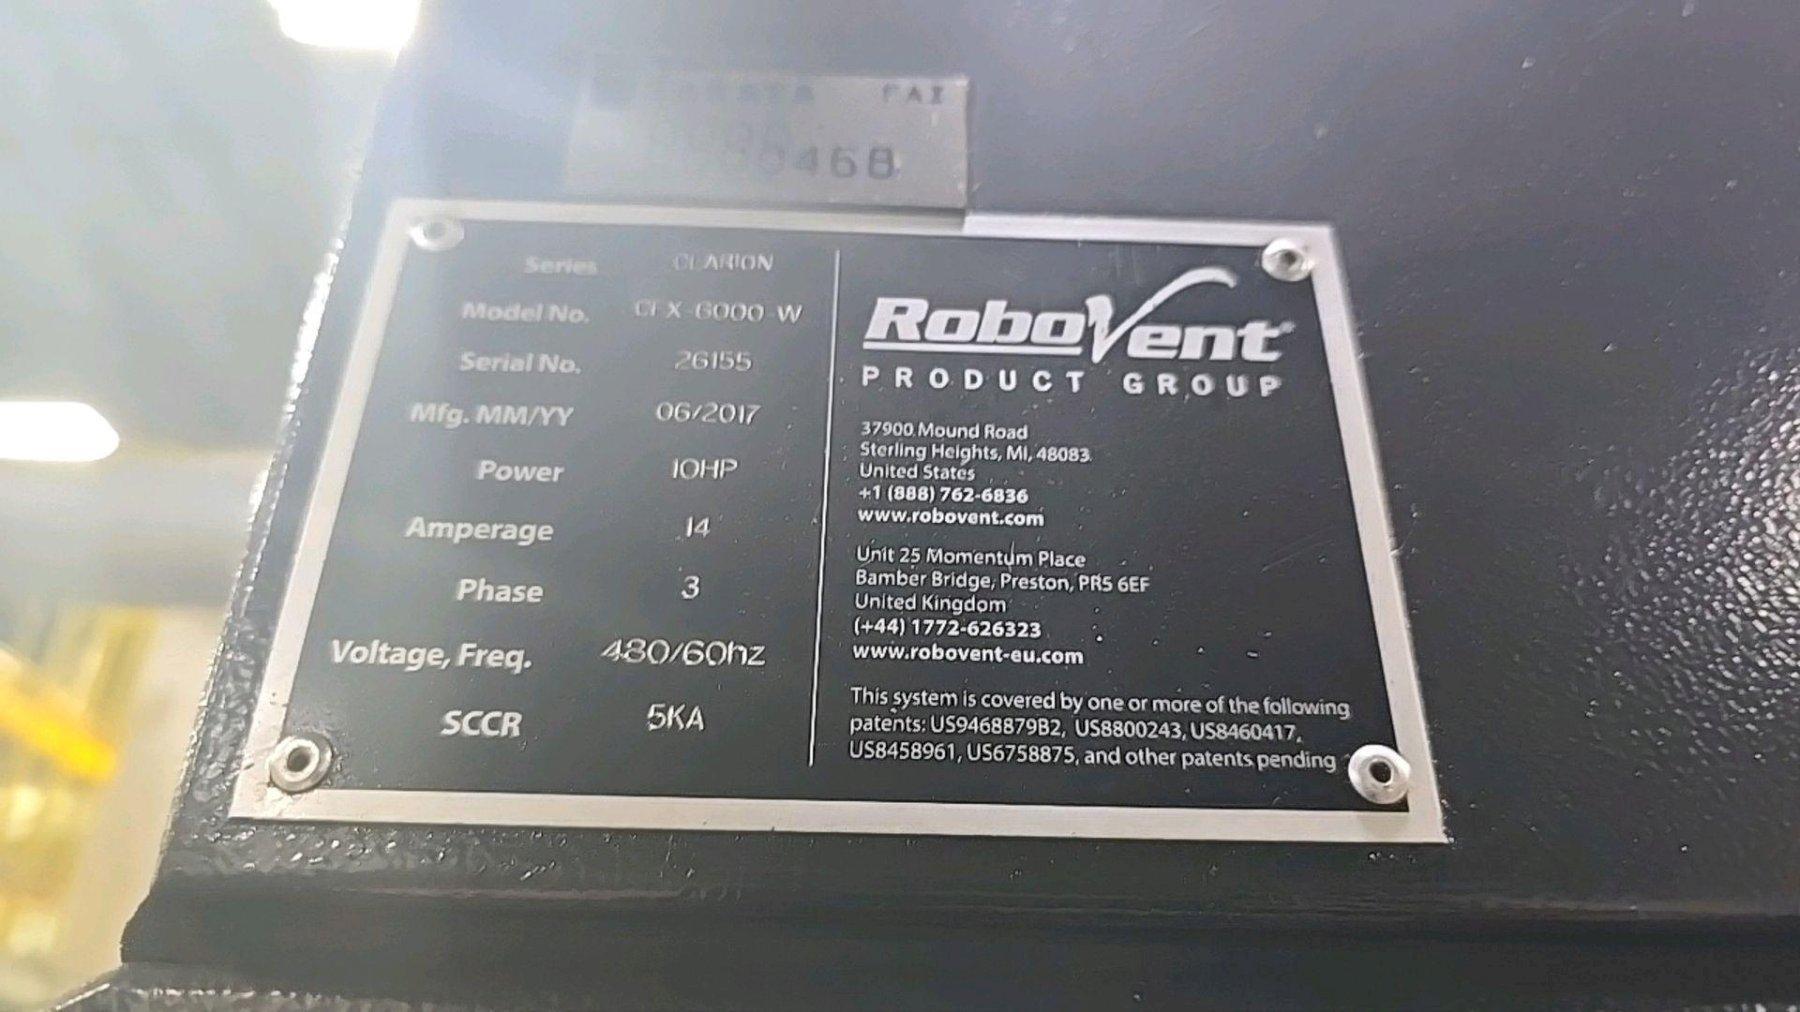 PAI
0468
Series CLARION
Model No. CFX-6000-W
Serial No. 26155
Mfg. MM/YY 06/2017
Power 10HP
Amperage 14
Phase 3
Voltage, Freq. 480/60hz
SCCR 5KA
RoboVent®
PRODUCT GROUP
37900 Mound Road
Sterling Heights, MI, 48083
United States
+1 (888) 762-6836
www.robovent.com
Unit 25 Momentum Place
Bamber Bridge, Preston, PR5 6EF
United Kingdom
(+44) 1772-626323
www.robovent-eu.com
This system is covered by one or more of the following
patents: US9468879B2, US8800243, US8460417,
US8458961, US6758875, and other patents pending